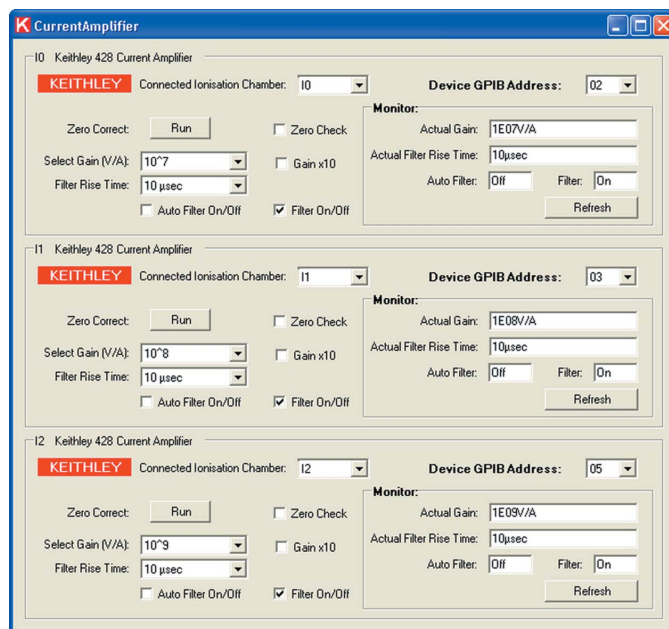 CurrentAmplifier
I0 Keithley 428 Current Amplifier
KEITHLEY Connected Ionisation Chamber: I0 Device GPIB Address: 02
Monitor:
Zero Correct: Run Zero Check Actual Gain: 1E07V/A
Select Gain (V/A): 10^7 Gain x10 Actual Filter Rise Time: 10µsec
Filter Rise Time: 10 µsec Auto Filter: Off Filter: On
Auto Filter On/Off Filter On/Off Refresh
I1 Keithley 428 Current Amplifier
KEITHLEY Connected Ionisation Chamber: I1 Device GPIB Address: 03
Monitor:
Zero Correct: Run Zero Check Actual Gain: 1E08V/A
Select Gain (V/A): 10^8 Gain x10 Actual Filter Rise Time: 10µsec
Filter Rise Time: 10 µsec Auto Filter: Off Filter: On
Auto Filter On/Off Filter On/Off Refresh
I2 Keithley 428 Current Amplifier
KEITHLEY Connected Ionisation Chamber: I2 Device GPIB Address: 05
Monitor:
Zero Correct: Run Zero Check Actual Gain: 1E09V/A
Select Gain (V/A): 10^9 Gain x10 Actual Filter Rise Time: 10µsec
Filter Rise Time: 10 µsec Auto Filter: Off Filter: On
Auto Filter On/Off Filter On/Off Refresh